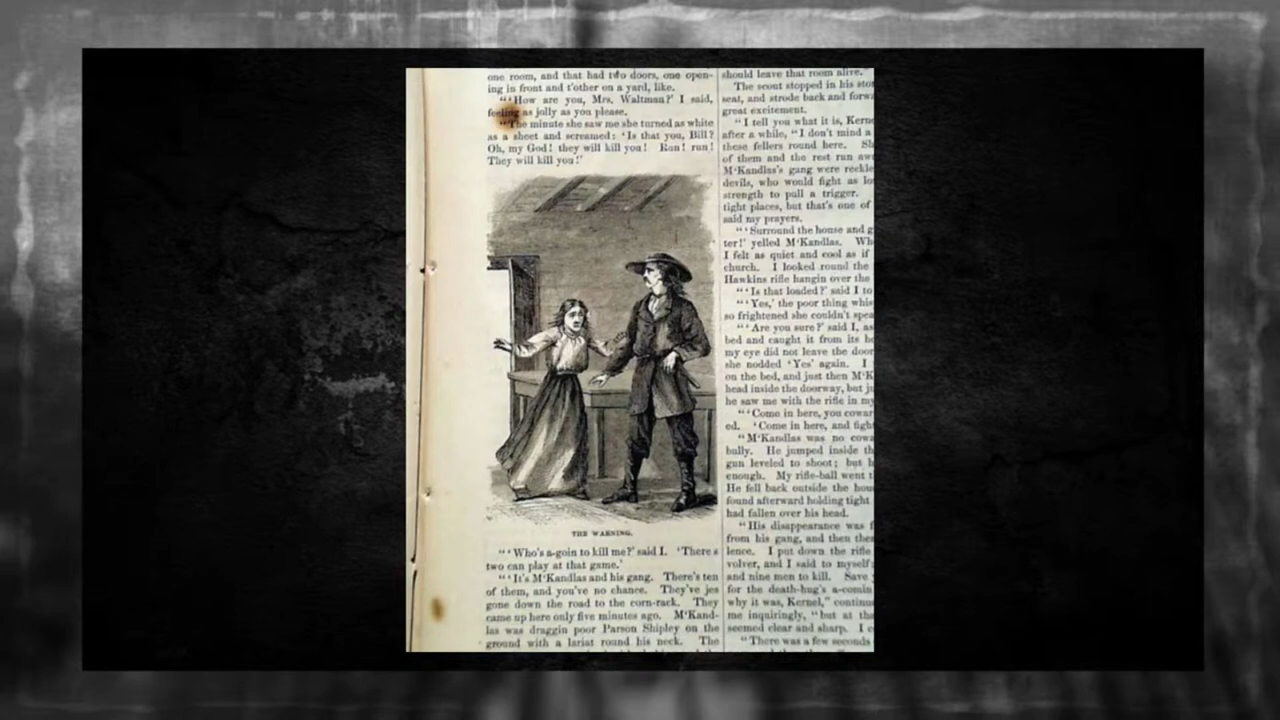 one room, and that had two doors, one open-
ing in front and t'other on a yard, like.
"'How are you, Mrs. Waltman?' I said,
feeling as jolly as you please.
"The minute she saw me she turned as white
as a sheet and screamed: 'Is that you, Bill?
Oh, my God! they will kill you! Run! run!
They will kill you!'
THE WARNING.
"'Who's a-goin to kill me?' said I. 'There's
two can play at that game.'
"'It's M'Kandlas and his gang. There's ten
of them, and you've no chance. They've jes
gone down the road to the corn-rack. They
came up here only five minutes ago. M'Kand-
las was draggin poor Parson Shipley on the
ground with a lariat round his neck. The
should leave that room alive."
The scout stopped in his sto
seat, and strode back and forw
great excitement.
"I tell you what it is, Kerne
after a while, "I don't mind a
these fellers round here. Sh
of them and the rest run aw
M'Kandlas's gang were reckle
devils, who would fight as lo
strength to pull a trigger.
tight places, but that's one of
said my prayers.
"'Surround the house and g
ter!' yelled M'Kandlas. Wh
I felt as quiet and cool as if
church. I looked round the
Hawkins rifle hangin over the
"'Is that loaded?' said I to
"'Yes,' the poor thing whis
so frightened she couldn't spea
"'Are you sure?' said I, as
bed and caught it from its ho
my eye did not leave the door
she nodded 'Yes' again. I
on the bed, and just then M'K
head inside the doorway, but ju
he saw me with the rifle in my
"'Come in here, you cowar
ed. 'Come in here, and fight
"M'Kandlas was no cowa
bully. He jumped inside th
gun leveled to shoot; but h
enough. My rifle-ball went t
He fell back outside the hou
found afterward holding tight
had fallen over his head.
"His disappearance was f
from his gang, and then the
lence. I put down the rifle
volver, and I said to myself:
and nine men to kill. Save y
for the death-hug's a-comin
why it was, Kernel," continu
me inquiringly, "but at tha
seemed clear and sharp. I c
"There was a few seconds